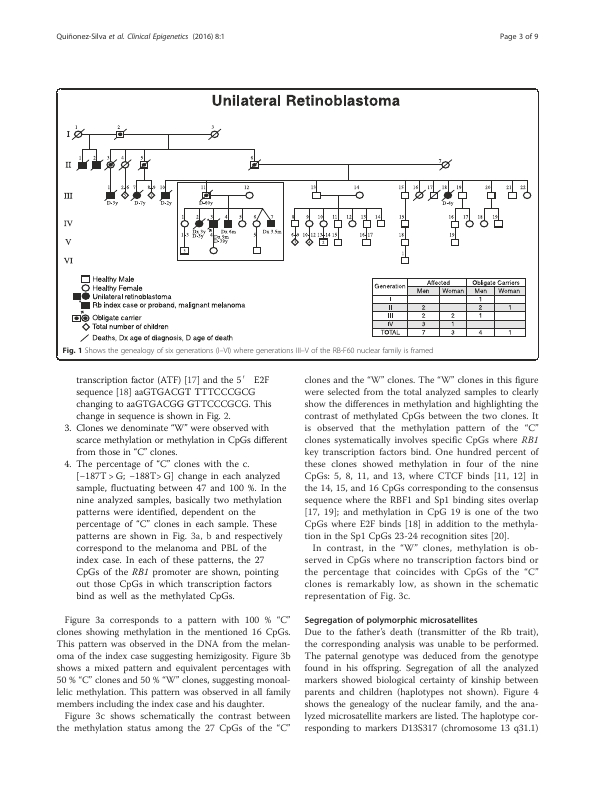 Quiñonez-Silva et al. Clinical Epigenetics (2016) 8:1
Page 3 of 9
Unilateral Retinoblastoma
I
II
III
IV
V
VI
Healthy Male
Healthy Female
Unilateral retinoblastoma
Rb index case or proband, malignant melanoma
Obligate carrier
Total number of children
Deaths, Dx age of diagnosis, D age of death
Generation Affected Obligate Carriers
Men Woman Men Woman
I 1
II 2 2 1
III 2 2 1
IV 3 1
TOTAL 7 3 4 1
Fig. 1 Shows the genealogy of six generations (I–VI) where generations III–V of the RB-F60 nuclear family is framed
transcription factor (ATF) [17] and the 5′ E2F
sequence [18] aaGTGACGT TTTCCCGCG
changing to aaGTGACGG GTTCCCGCG. This
change in sequence is shown in Fig. 2.
3. Clones we denominate “W” were observed with
scarce methylation or methylation in CpGs different
from those in “C” clones.
4. The percentage of “C” clones with the c.
[−187T > G; −188T> G] change in each analyzed
sample, fluctuating between 47 and 100 %. In the
nine analyzed samples, basically two methylation
patterns were identified, dependent on the
percentage of “C” clones in each sample. These
patterns are shown in Fig. 3a, b and respectively
correspond to the melanoma and PBL of the
index case. In each of these patterns, the 27
CpGs of the RB1 promoter are shown, pointing
out those CpGs in which transcription factors
bind as well as the methylated CpGs.
Figure 3a corresponds to a pattern with 100 % “C”
clones showing methylation in the mentioned 16 CpGs.
This pattern was observed in the DNA from the melan-
oma of the index case suggesting hemizigosity. Figure 3b
shows a mixed pattern and equivalent percentages with
50 % “C” clones and 50 % “W” clones, suggesting monoal-
lelic methylation. This pattern was observed in all family
members including the index case and his daughter.
Figure 3c shows schematically the contrast between
the methylation status among the 27 CpGs of the “C”
clones and the “W” clones. The “W” clones in this figure
were selected from the total analyzed samples to clearly
show the differences in methylation and highlighting the
contrast of methylated CpGs between the two clones. It
is observed that the methylation pattern of the “C”
clones systematically involves specific CpGs where RB1
key transcription factors bind. One hundred percent of
these clones showed methylation in four of the nine
CpGs: 5, 8, 11, and 13, where CTCF binds [11, 12] in
the 14, 15, and 16 CpGs corresponding to the consensus
sequence where the RBF1 and Sp1 binding sites overlap
[17, 19]; and methylation in CpG 19 is one of the two
CpGs where E2F binds [18] in addition to the methyla-
tion in the Sp1 CpGs 23-24 recognition sites [20].
In contrast, in the “W” clones, methylation is ob-
served in CpGs where no transcription factors bind or
the percentage that coincides with CpGs of the “C”
clones is remarkably low, as shown in the schematic
representation of Fig. 3c.
Segregation of polymorphic microsatellites
Due to the father’s death (transmitter of the Rb trait),
the corresponding analysis was unable to be performed.
The paternal genotype was deduced from the genotype
found in his offspring. Segregation of all the analyzed
markers showed biological certainty of kinship between
parents and children (haplotypes not shown). Figure 4
shows the genealogy of the nuclear family, and the ana-
lyzed microsatellite markers are listed. The haplotype cor-
responding to markers D13S317 (chromosome 13 q31.1)